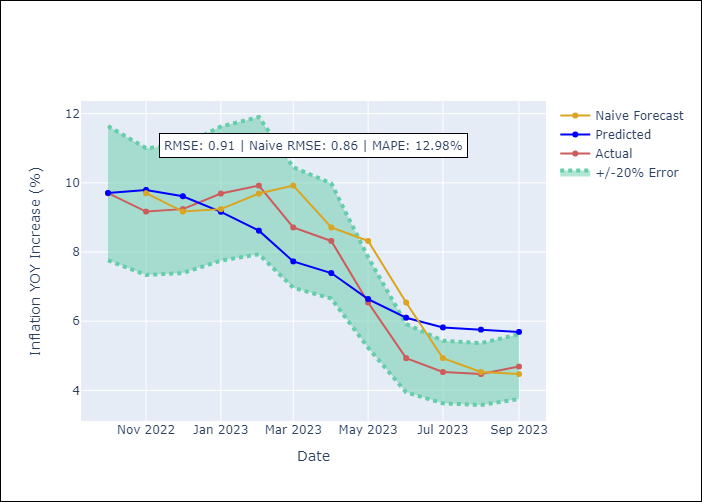 12
10
8
6
4
Inflation YOY Increase (%)
RMSE: 0.91 | Naive RMSE: 0.86 | MAPE: 12.98%
Nov 2022
Jan 2023
Mar 2023
May 2023
Jul 2023
Sep 2023
Date
Naive Forecast
Predicted
Actual
+/-20% Error